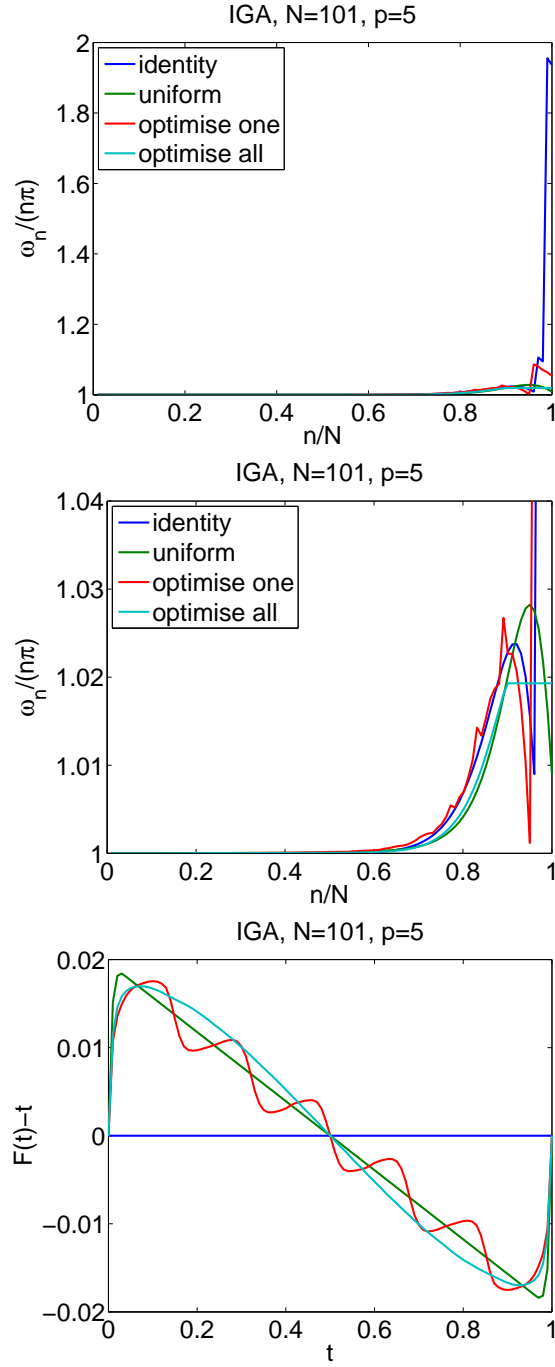 IGA, N=101, p=5
2
1.8
1.6
1.4
1.2
1
ω_n/(nπ)
identity
uniform
optimise one
optimise all
0 0.2 0.4 0.6 0.8 1
n/N
IGA, N=101, p=5
1.04
1.03
1.02
1.01
1
ω_n/(nπ)
identity
uniform
optimise one
optimise all
0 0.2 0.4 0.6 0.8 1
n/N
IGA, N=101, p=5
0.02
0.01
0
−0.01
−0.02
F(t)−t
0 0.2 0.4 0.6 0.8 1
t